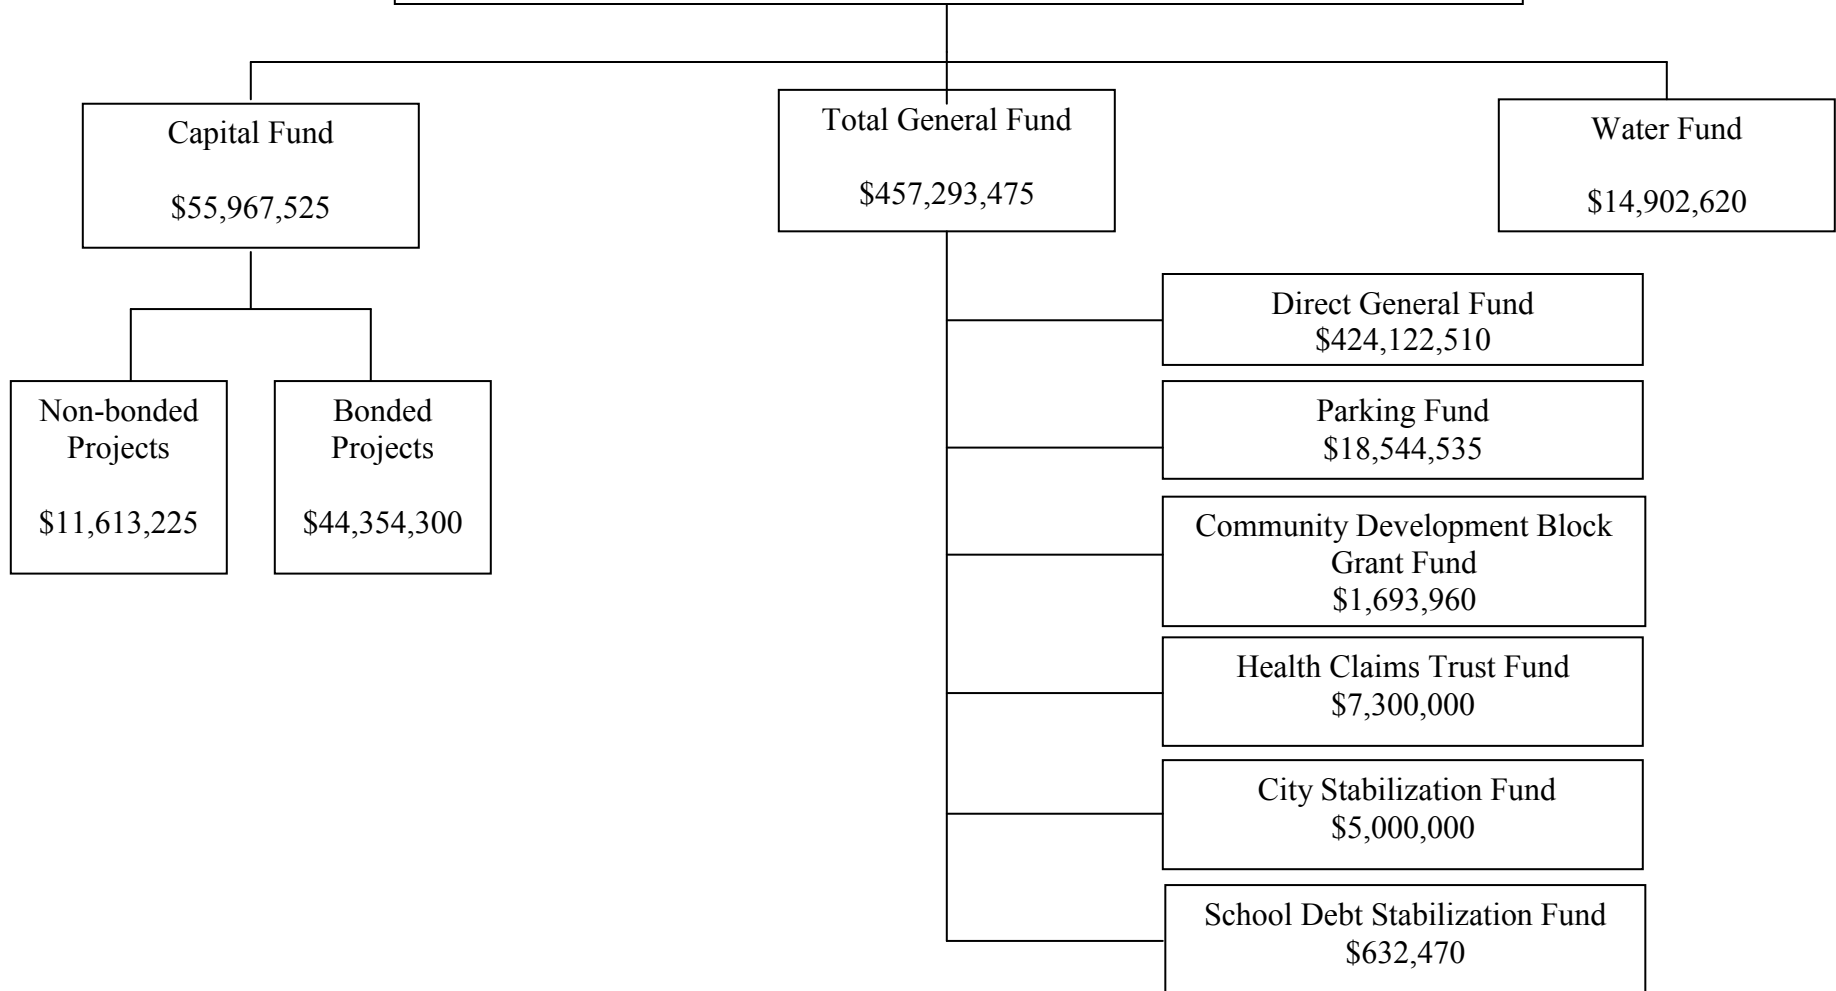 Capital Fund
$55,967,525
Total General Fund
$457,293,475
Water Fund
$14,902,620
Non-bonded
Projects
$11,613,225
Bonded
Projects
$44,354,300
Direct General Fund
$424,122,510
Parking Fund
$18,544,535
Community Development Block
Grant Fund
$1,693,960
Health Claims Trust Fund
$7,300,000
City Stabilization Fund
$5,000,000
School Debt Stabilization Fund
$632,470